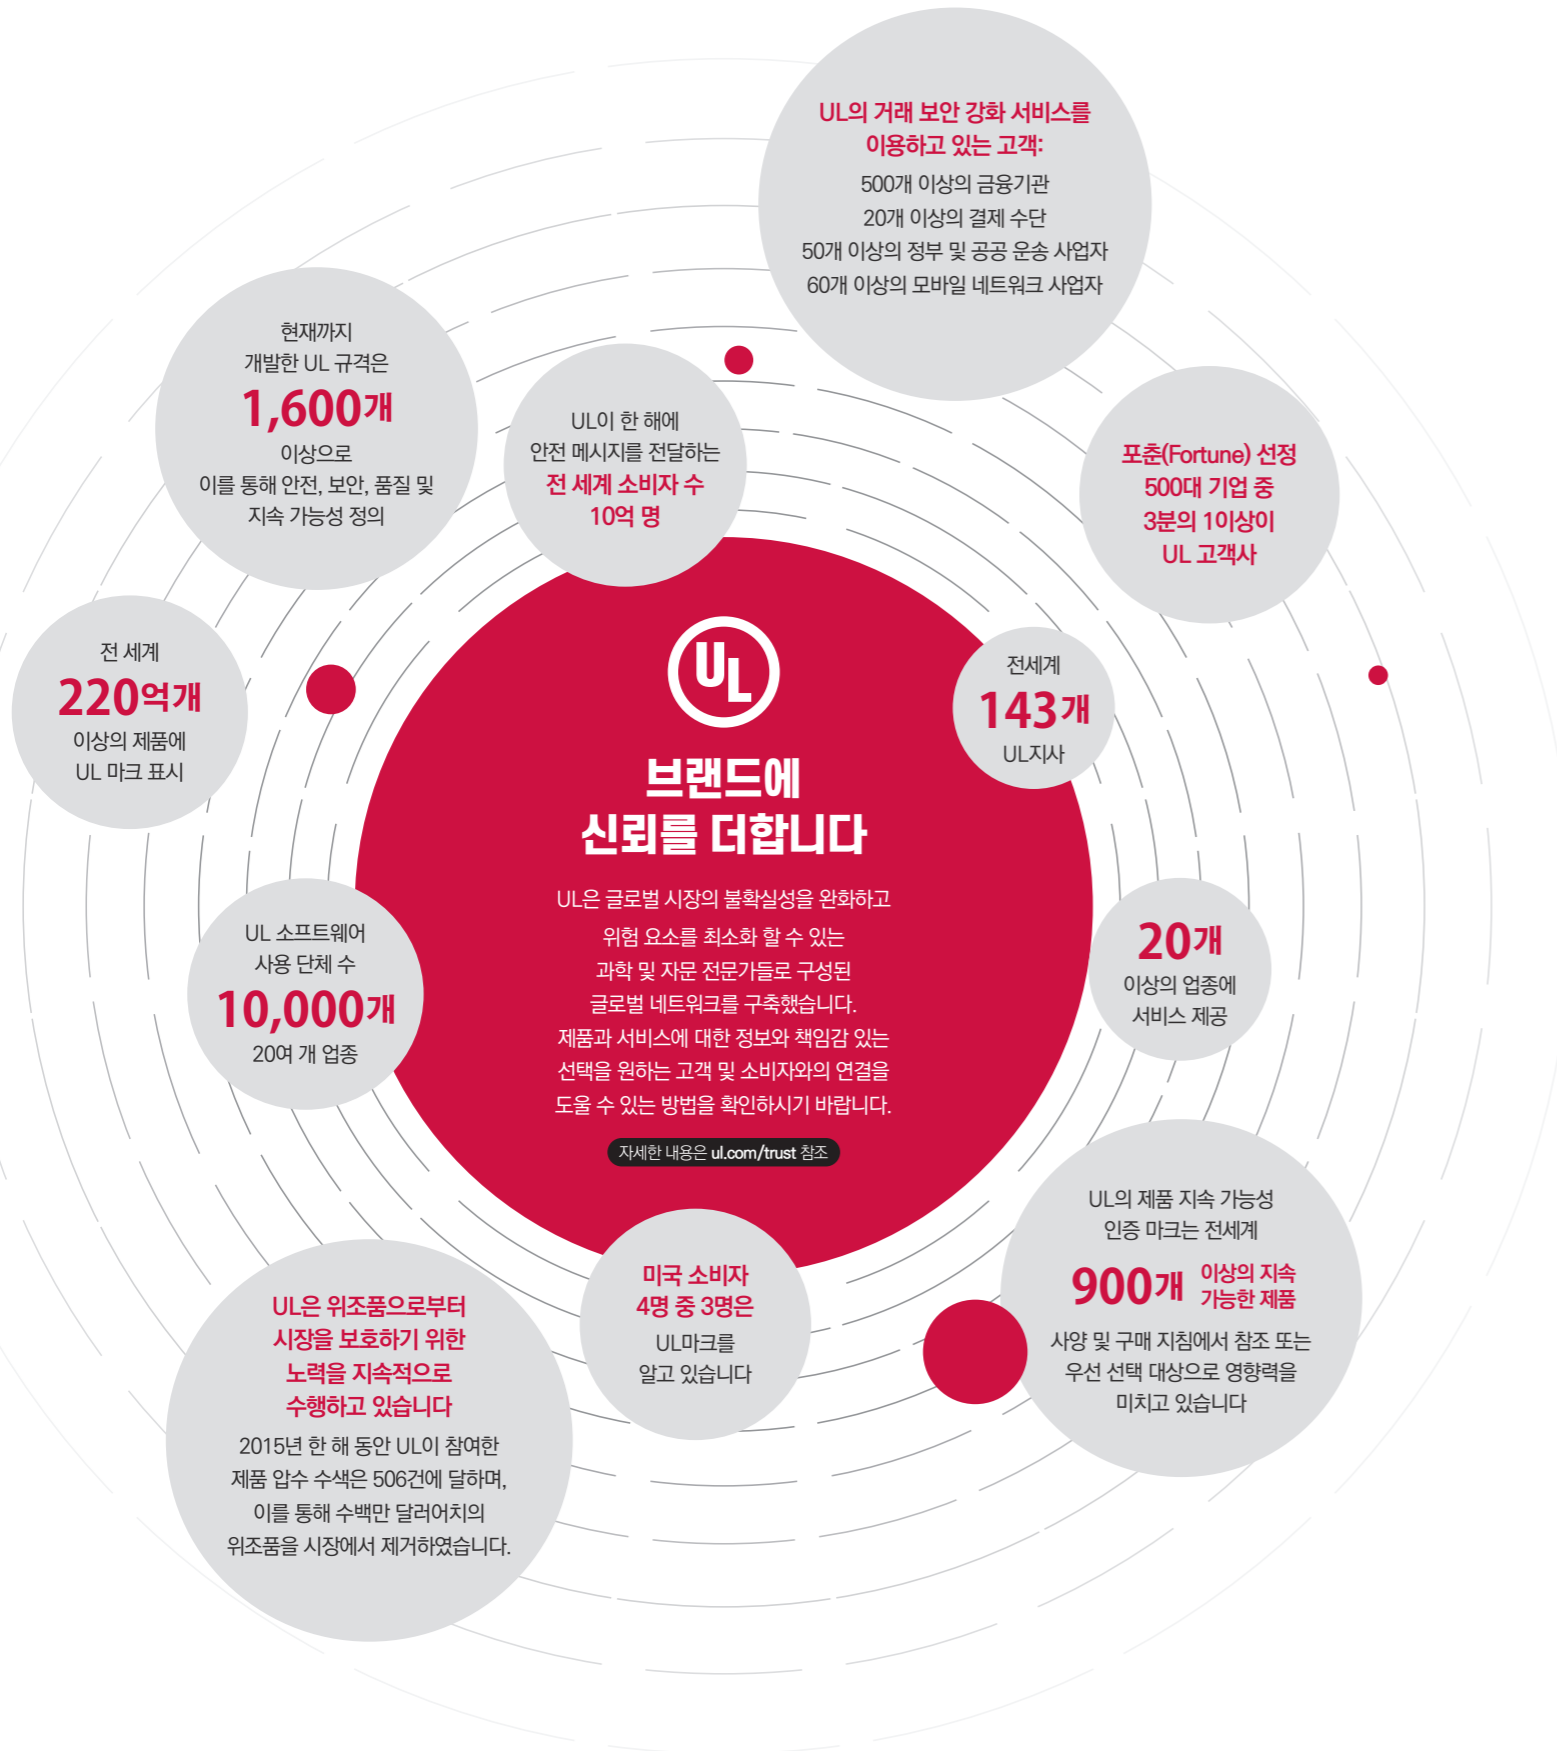 UL의 거래 보안 강화 서비스를
이용하고 있는 고객:
500개 이상의 금융기관
20개 이상의 결제 수단
50개 이상의 정부 및 공공 운송 사업자
60개 이상의 모바일 네트워크 사업자
현재까지
개발한 UL 규격은
1,600개
이상으로
이를 통해 안전, 보안, 품질 및
지속 가능성 정의
UL이 한 해에
안전 메시지를 전달하는
전 세계 소비자 수
10억 명
포춘(Fortune) 선정
500대 기업 중
3분의 1이상이
UL 고객사
전 세계
220억개
이상의 제품에
UL 마크 표시
전세계
143개
UL지사
UL
브랜드에
신뢰를 더합니다
UL은 글로벌 시장의 불확실성을 완화하고
위험 요소를 최소화 할 수 있는
과학 및 자문 전문가들로 구성된
글로벌 네트워크를 구축했습니다.
제품과 서비스에 대한 정보와 책임감 있는
선택을 원하는 고객 및 소비자와의 연결을
도울 수 있는 방법을 확인하시기 바랍니다.
자세한 내용은 ul.com/trust 참조
UL 소프트웨어
사용 단체 수
10,000개
20여 개 업종
20개
이상의 업종에
서비스 제공
UL의 제품 지속 가능성
인증 마크는 전세계
900개 이상의 지속
가능한 제품
사양 및 구매 지침에서 참조 또는
우선 선택 대상으로 영향력을
미치고 있습니다
미국 소비자
4명 중 3명은
UL마크를
알고 있습니다
UL은 위조품으로부터
시장을 보호하기 위한
노력을 지속적으로
수행하고 있습니다
2015년 한 해 동안 UL이 참여한
제품 압수 수색은 506건에 달하며,
이를 통해 수백만 달러어치의
위조품을 시장에서 제거하였습니다.